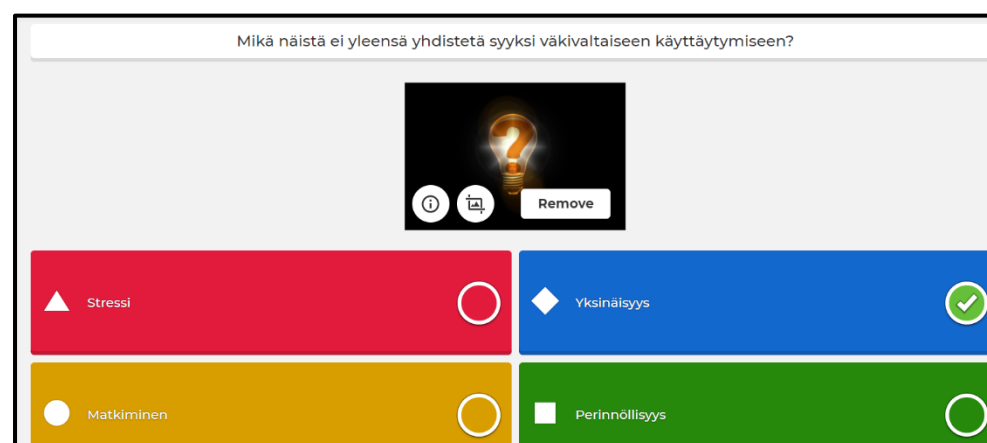 Mikä näistä ei yleensä yhdistetä syyksi väkivaltaiseen käyttäytymiseen?
Remove
Stressi
Yksinäisyys
Matkiminen
Perinnöllisyys